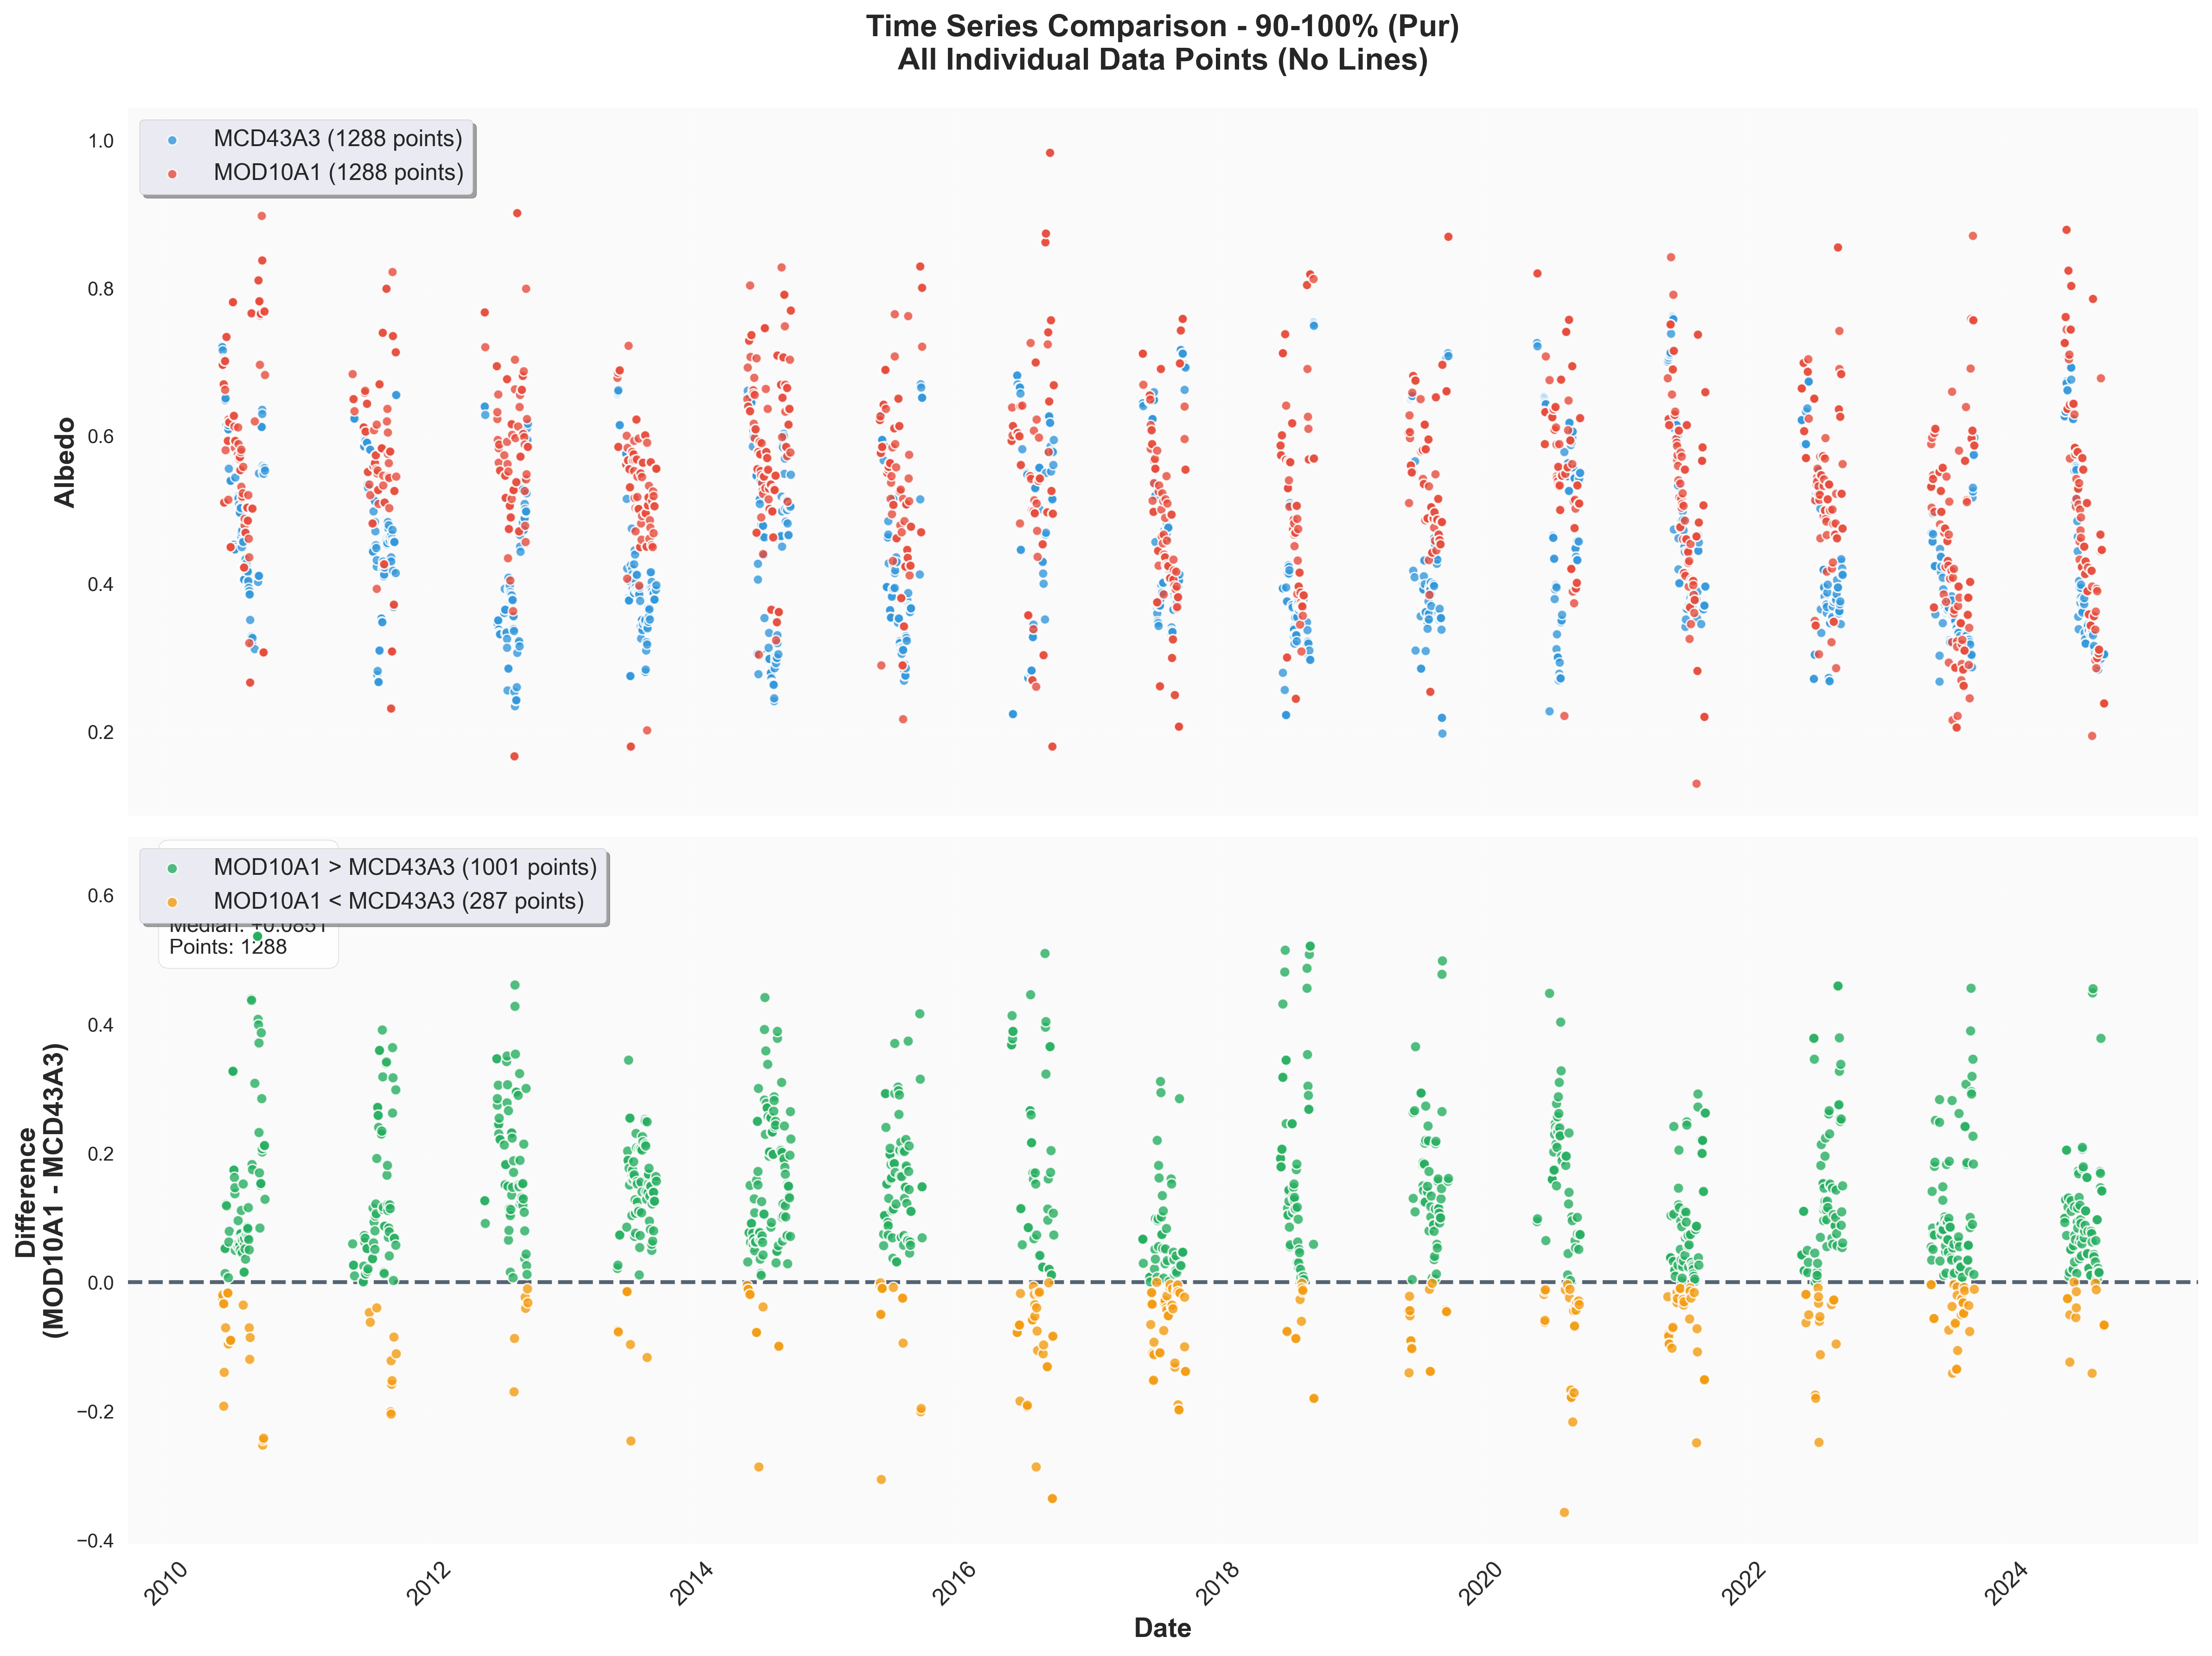 Time Series Comparison - 90-100% (Pur)
All Individual Data Points (No Lines)
MCD43A3 (1288 points)
MOD10A1 (1288 points)
1.0
0.8
0.6
0.4
0.2
Albedo
MOD10A1 > MCD43A3 (1001 points)
MOD10A1 < MCD43A3 (287 points)
Median: +0.0851
Points: 1288
0.6
0.4
0.2
0.0
−0.2
−0.4
Difference
(MOD10A1 - MCD43A3)
2010
2012
2014
2016
2018
2020
2022
2024
Date